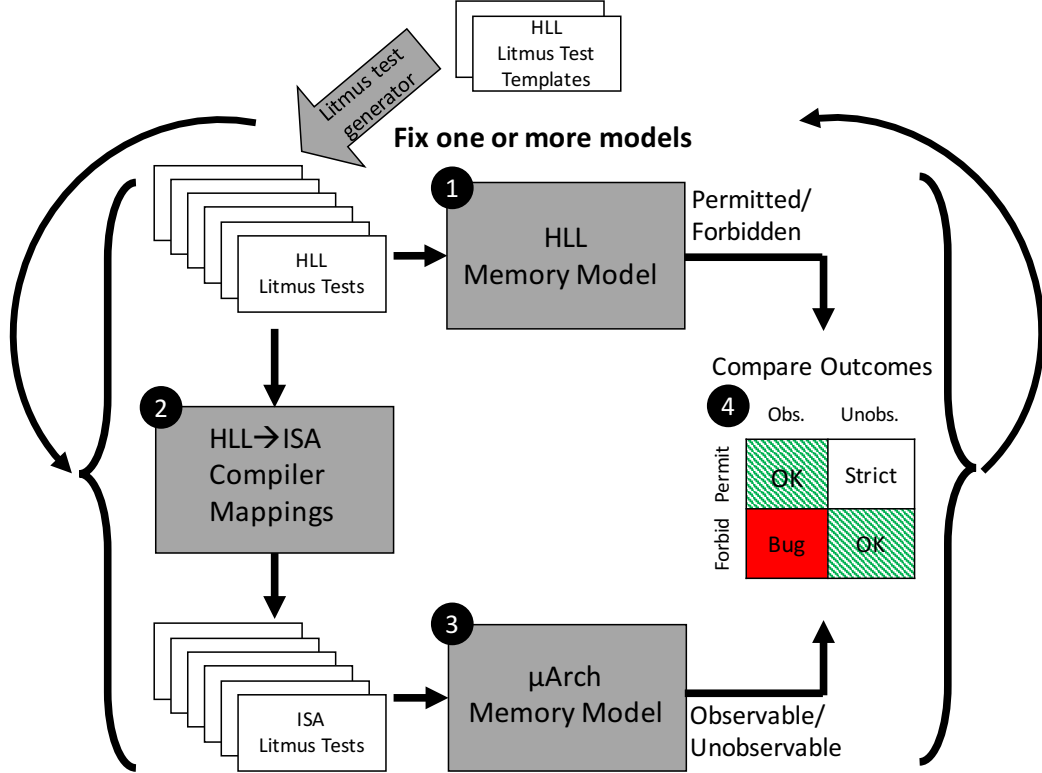 HLL
Litmus Test
Templates
Litmus test
generator
Fix one or more models
1
HLL
Memory Model
Permitted/
Forbidden
HLL
Litmus Tests
Compare Outcomes
2
HLL→ISA
Compiler
Mappings
4
Obs. Unobs.
Permit
OK Strict
Forbid
Bug OK
3
µArch
Memory Model
ISA
Litmus Tests
Observable/
Unobservable